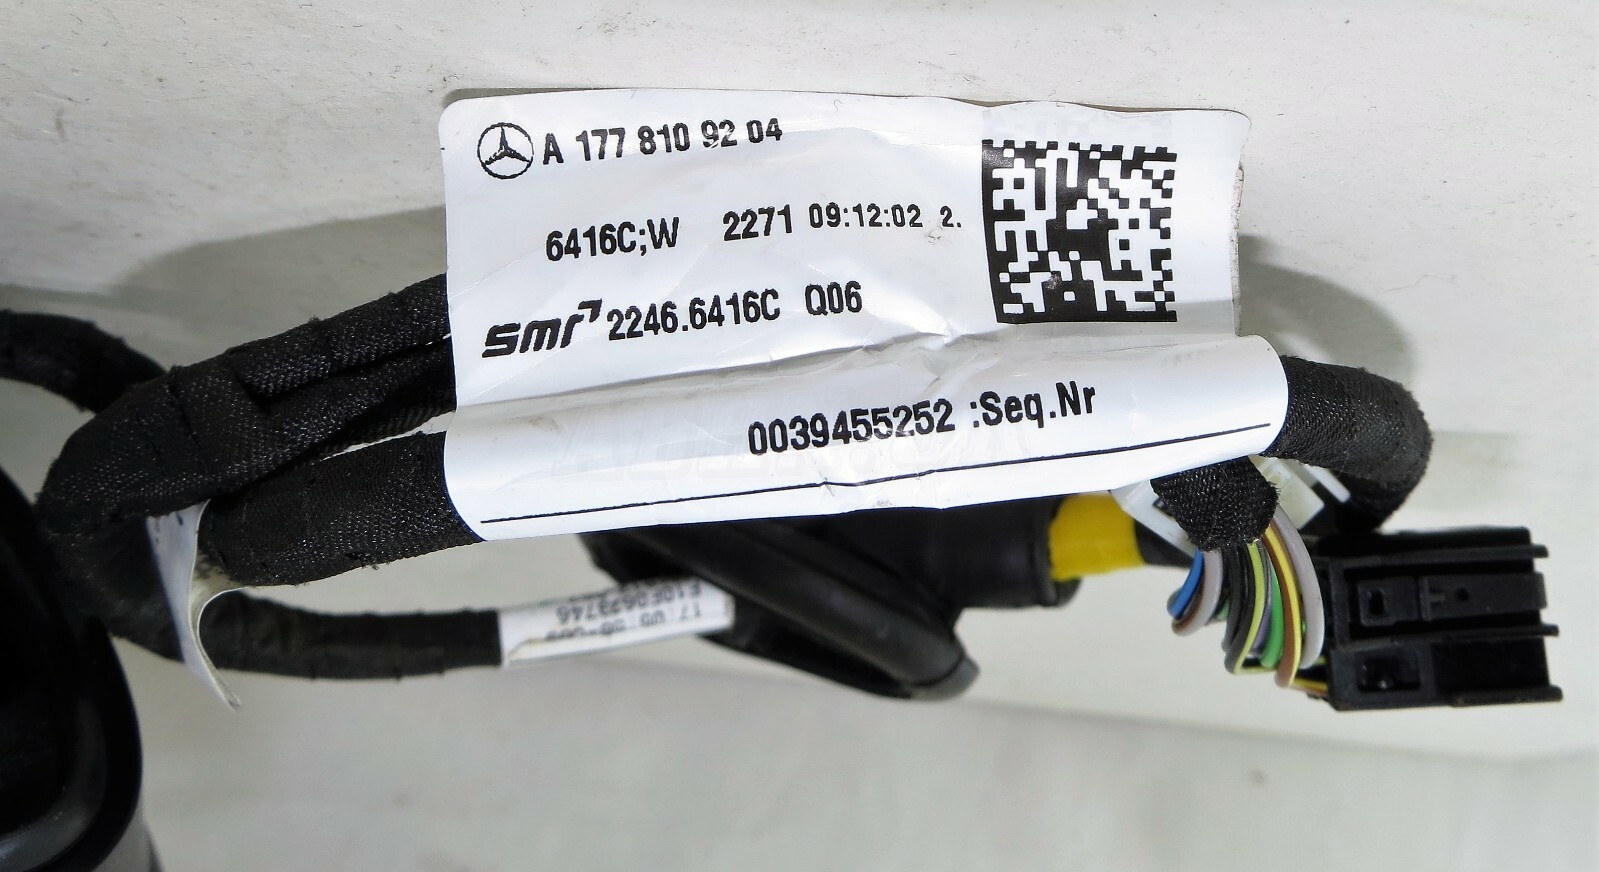 A 177 810 92 04
6416C;W 2271 09:12:02 2.
smr 2246.6416C Q06
0039455252 :Seq.Nr